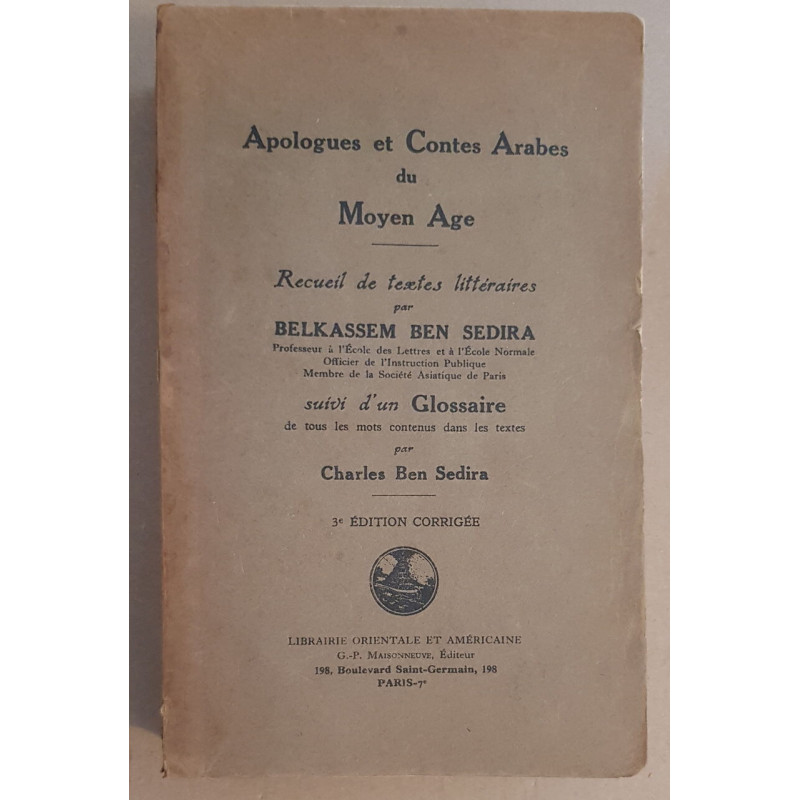 Apologues et Contes Arabes
du
Moyen Age
Recueil de textes littéraires
par
BELKASSEM BEN SEDIRA
Professeur à l'École des Lettres et à l'École Normale
Officier de l'Instruction Publique
Membre de la Société Asiatique de Paris
suivi d'un Glossaire
de tous les mots contenus dans les textes
par
Charles Ben Sedira
3e ÉDITION CORRIGÉE
LIBRAIRIE ORIENTALE ET AMÉRICAINE
G.-P. MAISONNEUVE, Éditeur
198, Boulevard Saint-Germain, 198
PARIS-7e